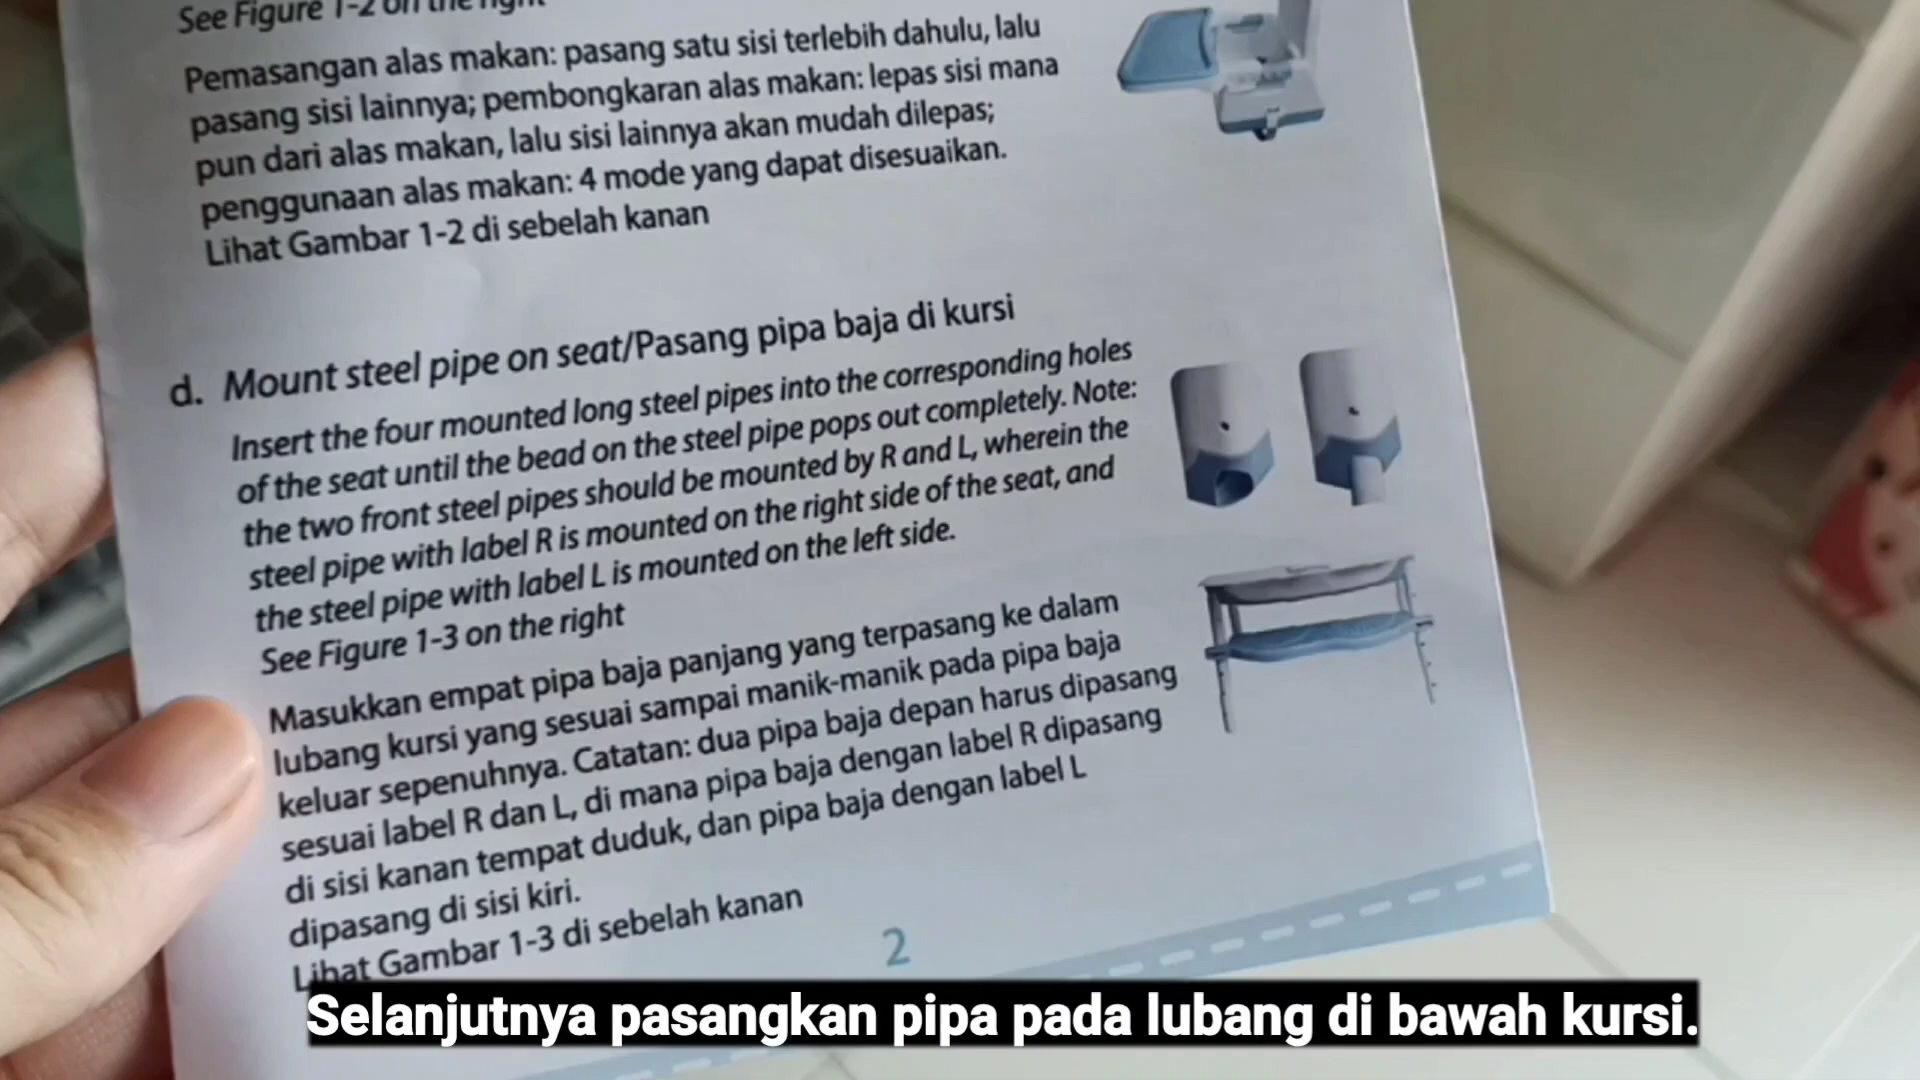 See Figure 1-2 on the right
Pemasangan alas makan: pasang satu sisi terlebih dahulu, lalu
pasang sisi lainnya; pembongkaran alas makan: lepas sisi mana
pun dari alas makan, lalu sisi lainnya akan mudah dilepas;
penggunaan alas makan: 4 mode yang dapat disesuaikan.
Lihat Gambar 1-2 di sebelah kanan
d. Mount steel pipe on seat/Pasang pipa baja di kursi
Insert the four mounted long steel pipes into the corresponding holes
of the seat until the bead on the steel pipe pops out completely. Note:
the two front steel pipes should be mounted by R and L, wherein the
steel pipe with label R is mounted on the right side of the seat, and
the steel pipe with label L is mounted on the left side.
See Figure 1-3 on the right
Masukkan empat pipa baja panjang yang terpasang ke dalam
lubang kursi yang sesuai sampai manik-manik pada pipa baja
keluar sepenuhnya. Catatan: dua pipa baja depan harus dipasang
sesuai label R dan L, di mana pipa baja dengan label R dipasang
di sisi kanan tempat duduk, dan pipa baja dengan label L
dipasang di sisi kiri.
Lihat Gambar 1-3 di sebelah kanan
2
Selanjutnya pasangkan pipa pada lubang di bawah kursi.